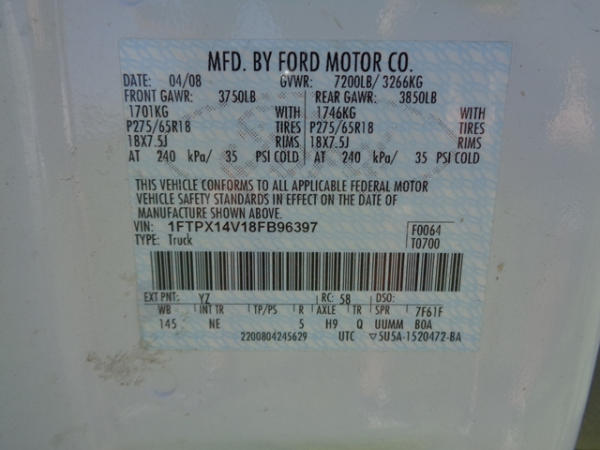 MFD. BY FORD MOTOR CO.
DATE: 04/08 GVWR: 7200LB/ 3266KG
FRONT GAWR: 3750LB REAR GAWR: 3850LB
1701KG WITH 1746KG WITH
P275/65R18 TIRES P275/65R18 TIRES
18X7.5J RIMS 18X7.5J RIMS
AT 240 kPa/ 35 PSI COLD AT 240 kPa/ 35 PSI COLD
THIS VEHICLE CONFORMS TO ALL APPLICABLE FEDERAL MOTOR
VEHICLE SAFETY STANDARDS IN EFFECT ON THE DATE OF
MANUFACTURE SHOWN ABOVE.
VIN: 1FTPX14V18FB96397 F0064
TYPE: Truck T0700
EXT PNT: YZ RC: 58 DSO:
WB INT TR TP/PS R AXLE TR SPR 7F61F
145 NE 5 H9 Q UUMM BOA
2200804245629 UTC ▽5U5A-1520472-BA